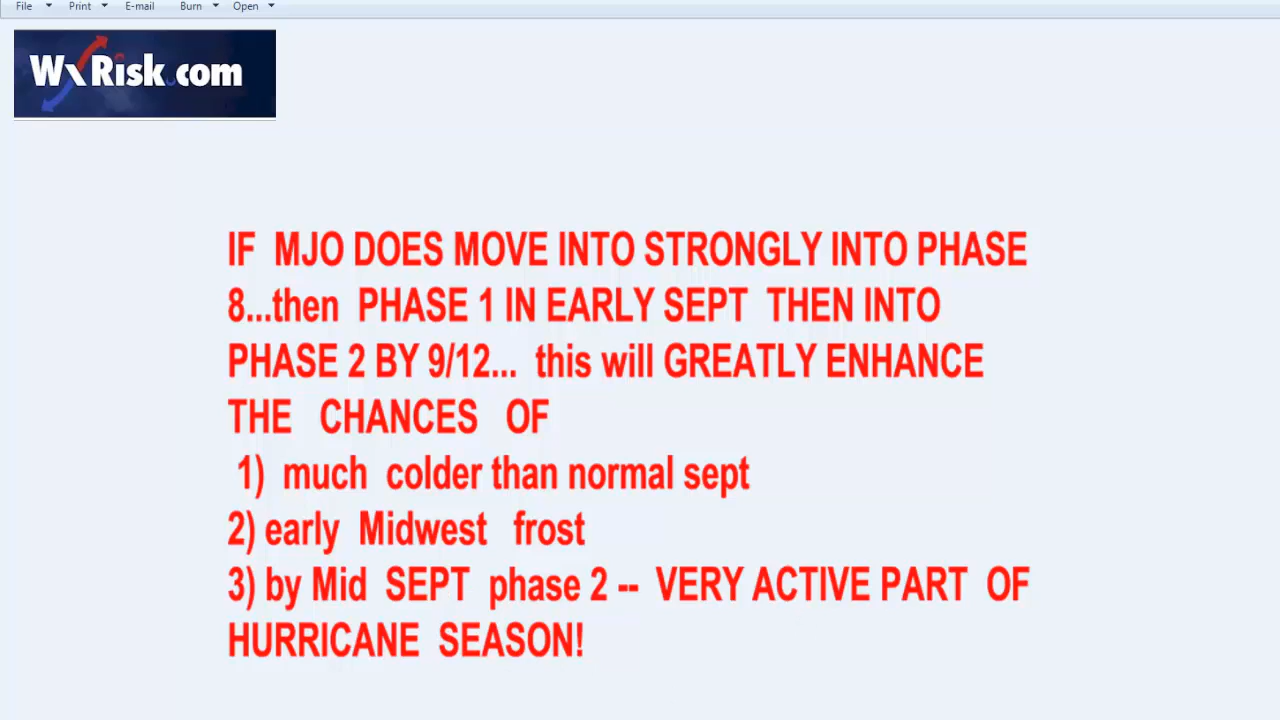 File Print E-mail Burn Open
WxRisk.com
IF MJO DOES MOVE INTO STRONGLY INTO PHASE
8...then PHASE 1 IN EARLY SEPT THEN INTO
PHASE 2 BY 9/12... this will GREATLY ENHANCE
THE CHANCES OF
1) much colder than normal sept
2) early Midwest frost
3) by Mid SEPT phase 2 -- VERY ACTIVE PART OF
HURRICANE SEASON!